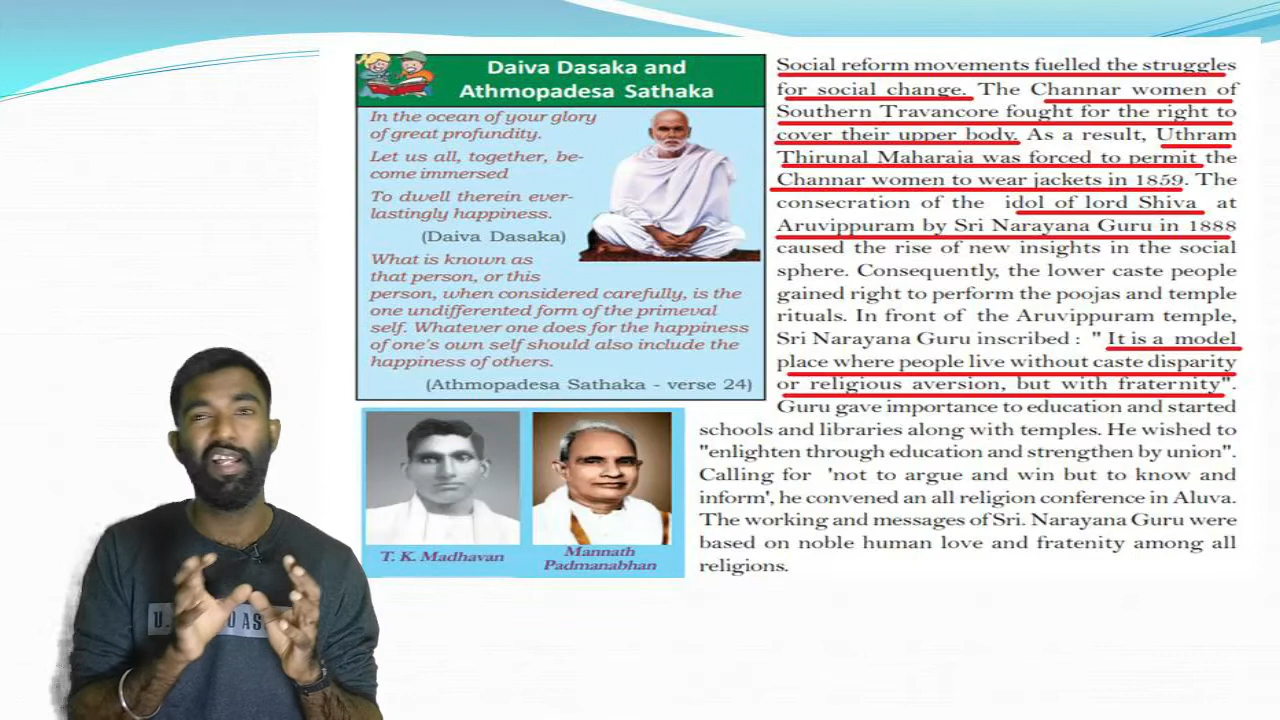 Daiva Dasaka and
Athmopadesa Sathaka
In the ocean of your glory
of great profundity.
Let us all, together, be-
come immersed
To dwell therein ever-
lastingly happiness.
(Daiva Dasaka)
What is known as
that person, or this
person, when considered carefully, is the
one undifferented form of the primeval
self. Whatever one does for the happiness
of one's own self should also include the
happiness of others.
(Athmopadesa Sathaka - verse 24)
T. K. Madhavan
Mannath
Padmanabhan
Social reform movements fuelled the struggles
for social change. The Channar women of
Southern Travancore fought for the right to
cover their upper body. As a result, Uthram
Thirunal Maharaja was forced to permit the
Channar women to wear jackets in 1859. The
consecration of the idol of lord Shiva at
Aruvippuram by Sri Narayana Guru in 1888
caused the rise of new insights in the social
sphere. Consequently, the lower caste people
gained right to perform the poojas and temple
rituals. In front of the Aruvippuram temple,
Sri Narayana Guru inscribed : " It is a model
place where people live without caste disparity
or religious aversion, but with fraternity".
Guru gave importance to education and started
schools and libraries along with temples. He wished to
"enlighten through education and strengthen by union".
Calling for 'not to argue and win but to know and
inform', he convened an all religion conference in Aluva.
The working and messages of Sri. Narayana Guru were
based on noble human love and fratenity among all
religions.